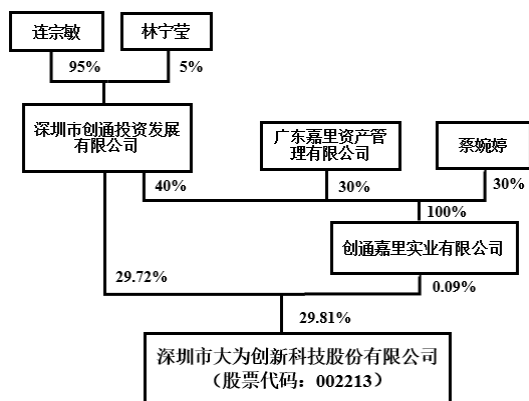 连宗敏
林宁莹
95%
5%
深圳市创通投资发展
有限公司
广东嘉里资产管
理有限公司
蔡婉婷
40%
30%
30%
100%
创通嘉里实业有限公司
29.72%
0.09%
29.81%
深圳市大为创新科技股份有限公司
（股票代码：002213）